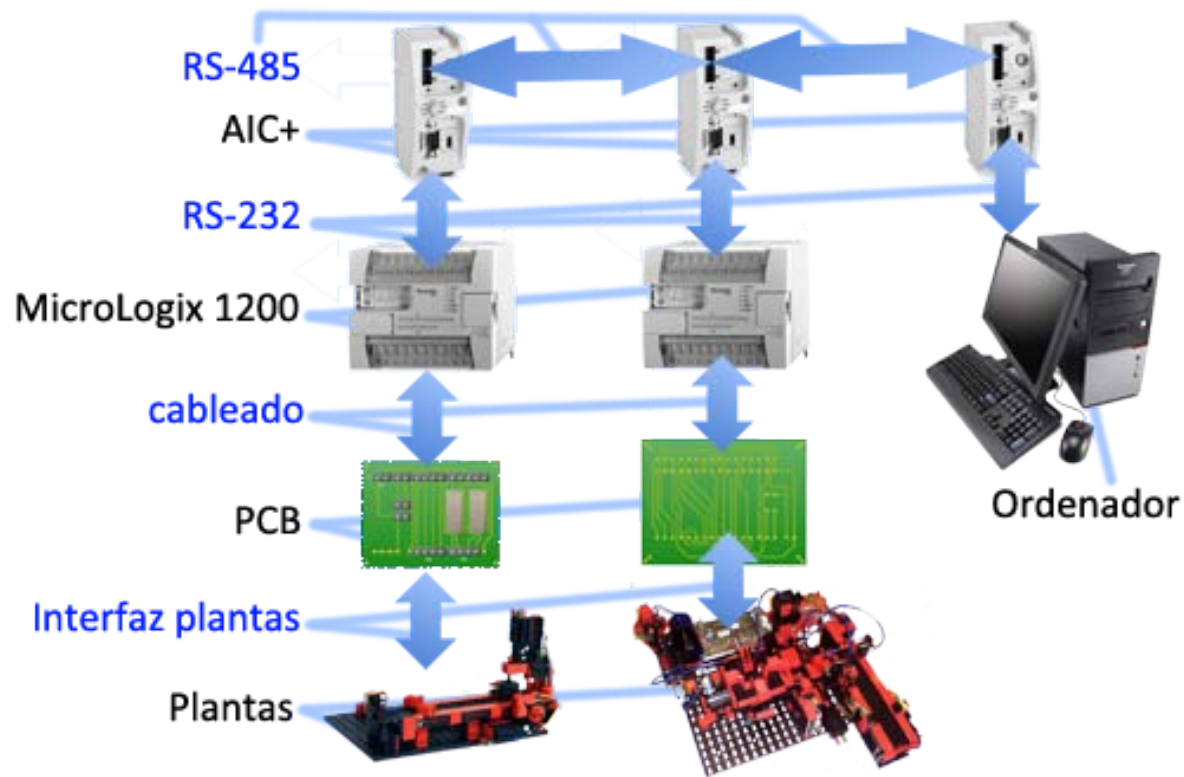 RS-485
AIC+
RS-232
MicroLogix 1200
cableado
PCB
Ordenador
Interfaz plantas
Plantas